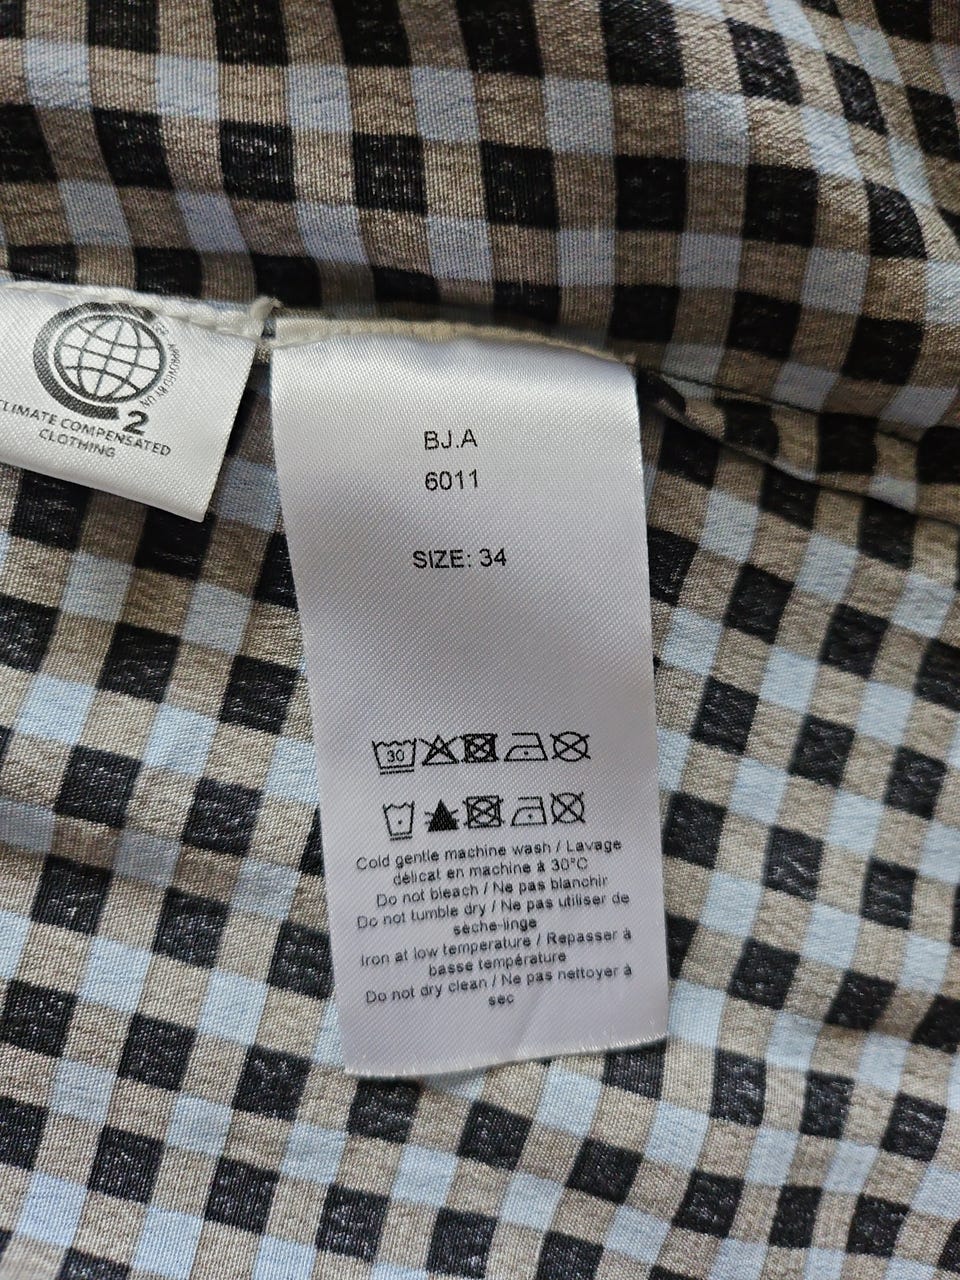 CO2
CLIMATE COMPENSATED
CLOTHING
BJ.A
6011
SIZE: 34
30
Cold gentle machine wash / Lavage
délicat en machine à 30°C
Do not bleach / Ne pas blanchir
Do not tumble dry / Ne pas utiliser de
sèche-linge
Iron at low temperature / Repasser à
basse température
Do not dry clean / Ne pas nettoyer à
sec